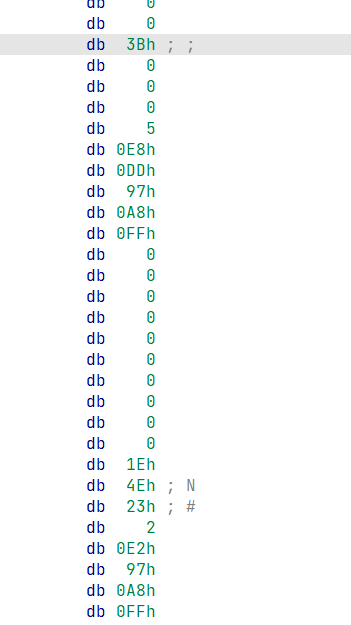 db 0
db 0
db 3Bh ; ;
db 0
db 0
db 0
db 5
db 0E8h
db 0DDh
db 97h
db 0A8h
db 0FFh
db 0
db 0
db 0
db 0
db 0
db 0
db 0
db 0
db 0
db 0
db 1Eh
db 4Eh ; N
db 23h ; #
db 2
db 0E2h
db 97h
db 0A8h
db 0FFh